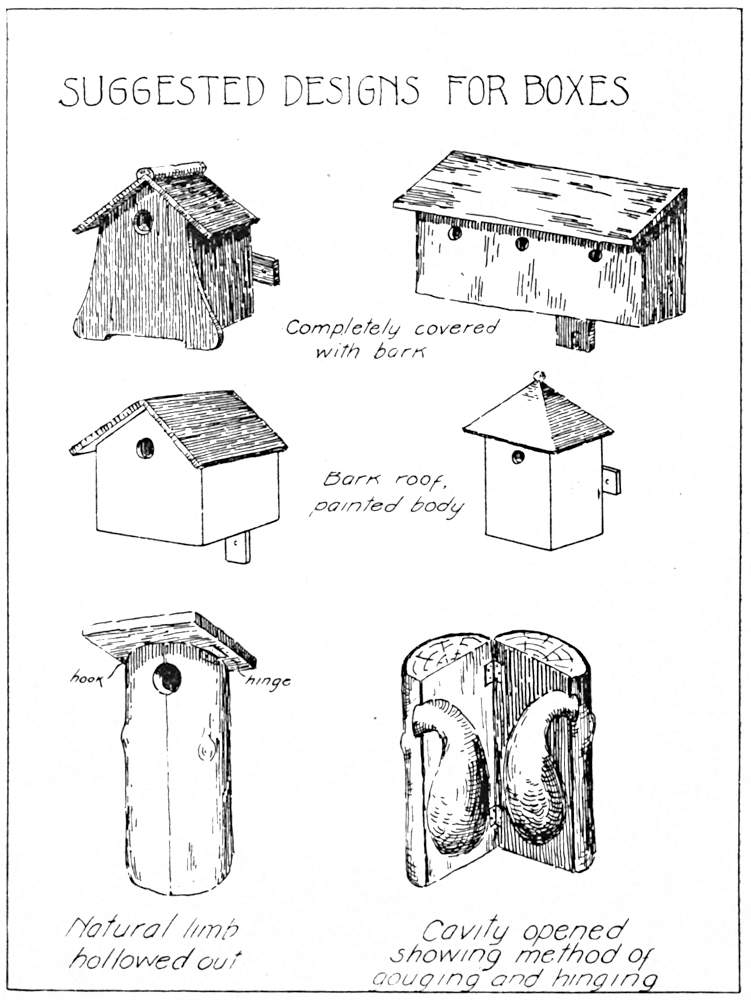 SUGGESTED DESIGNS FOR BOXES
Completely covered
with bark
Bark roof,
painted body
hook
hinge
Natural limb
hollowed out
Cavity opened
showing method of
gouging and hinging